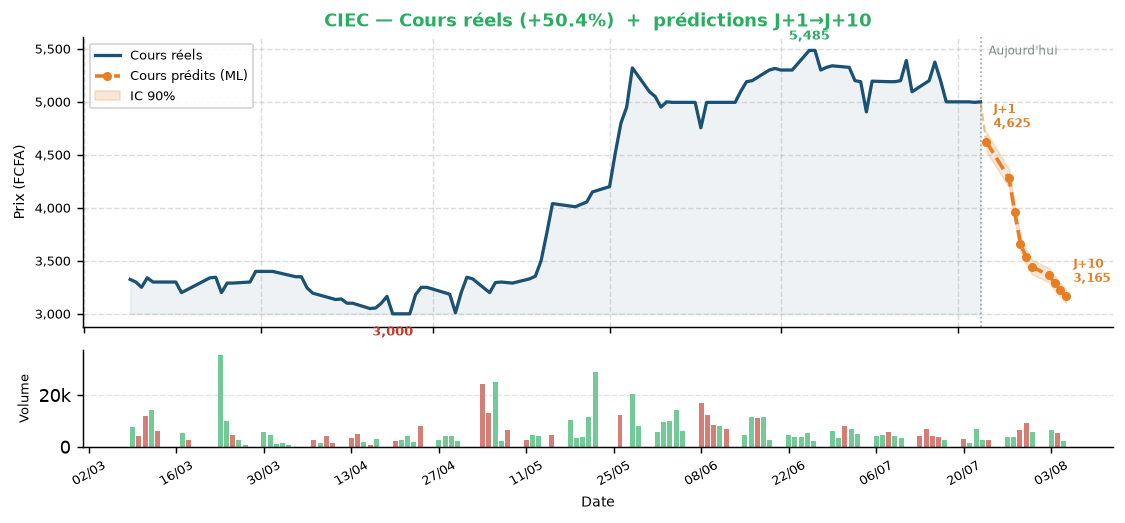 CIEC — Cours réels (+50.4%)  +  prédictions J+1→J+10
5,485
Cours réels
Cours prédits (ML)
IC 90%
Aujourd'hui
J+1
4,625
J+10
3,165
3,000
Prix (FCFA)
5,500
5,000
4,500
4,000
3,500
3,000
Volume
20k
0
02/03
16/03
30/03
13/04
27/04
11/05
25/05
08/06
22/06
06/07
20/07
03/08
Date